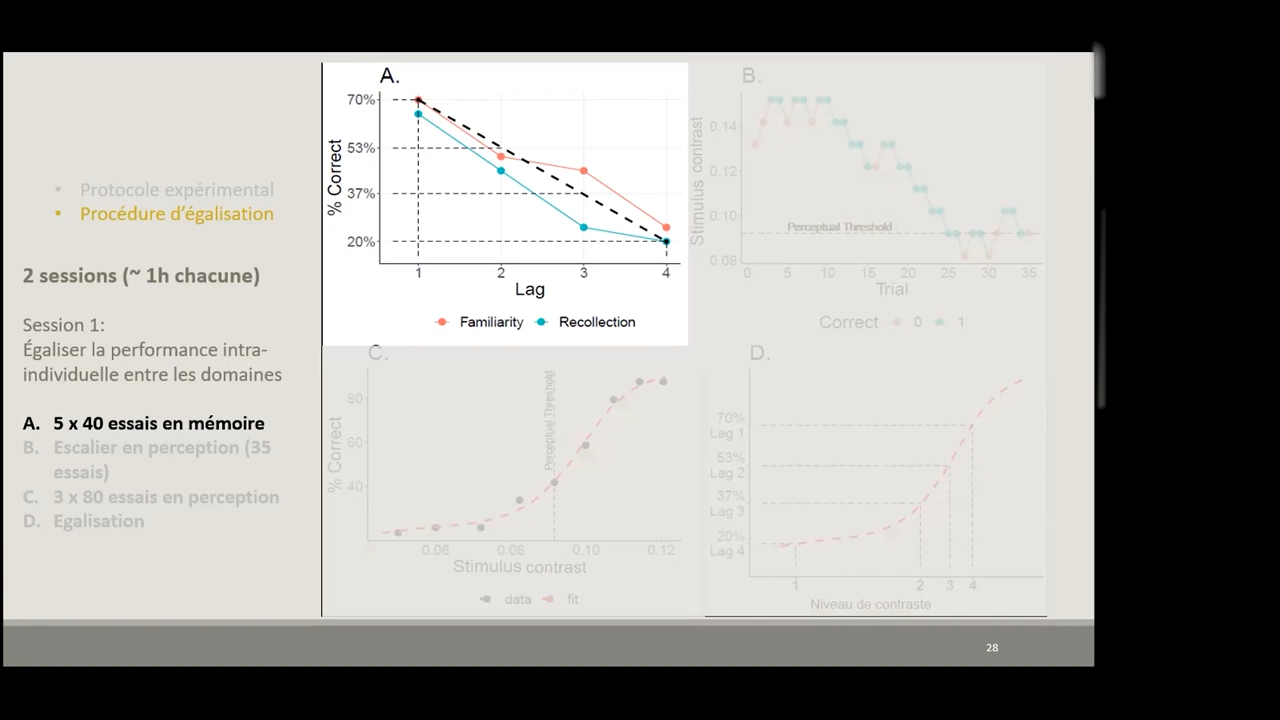 • Protocole expérimental
• Procédure d'égalisation
2 sessions (~ 1h chacune)
Session 1:
Égaliser la performance intra-
individuelle entre les domaines
A. 5 x 40 essais en mémoire
B. Escalier en perception (35
essais)
C. 3 x 80 essais en perception
D. Egalisation
A.
% Correct
70%
53%
37%
20%
1 2 3 4
Lag
Familiarity Recollection
B.
Stimulus contrast
0.14
0.12
0.10
0.08
Perceptual Threshold
0 5 10 15 20 25 30 35
Trial
Correct 0 1
C.
% Correct
80
60
40
Perceptual Threshold
0.06 0.08 0.10 0.12
Stimulus contrast
data fit
D.
70%
Lag 1
53%
Lag 2
37%
Lag 3
20%
Lag 4
1 2 3 4
Niveau de contraste
28